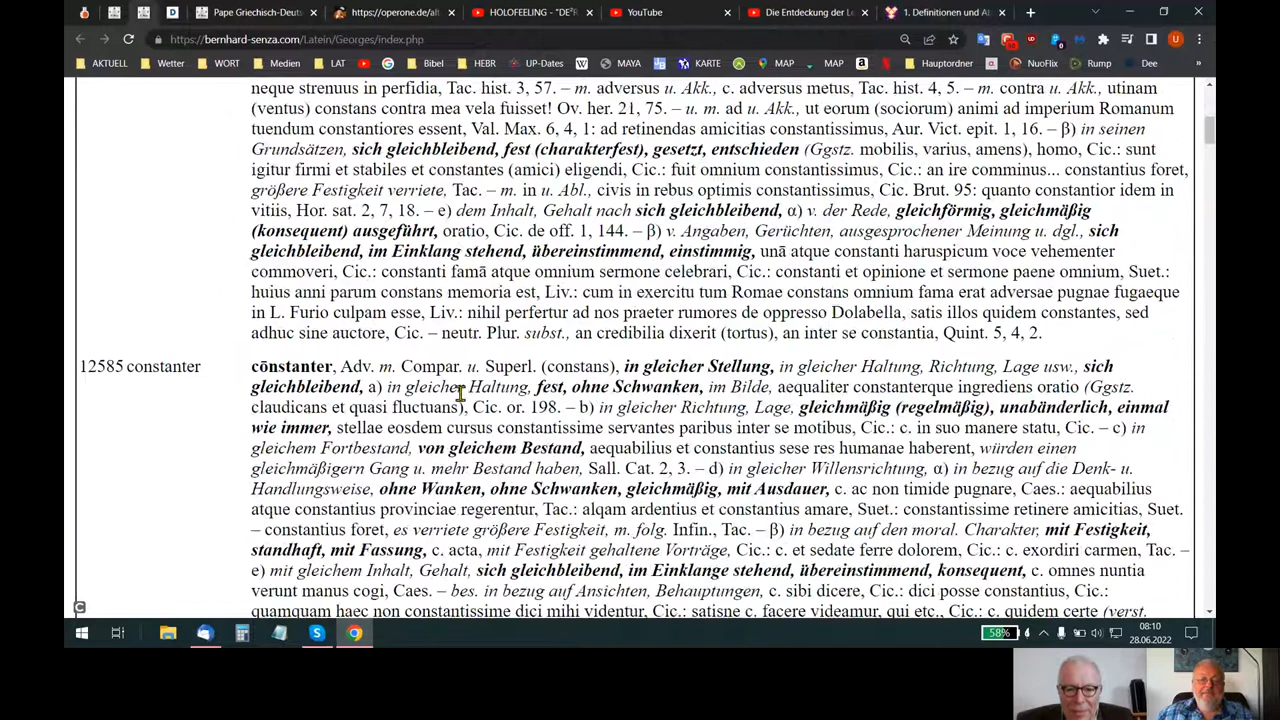 Pape Griechisch-Deuts
https://operone.de/alt
HOLOFEELING - "DE²R
YouTube
Die Entdeckung der L
1. Definitionen und Al
https://bernhard-senza.com/Latein/Georges/index.php
AKTUELL Wetter WORT Medien LAT Bibel HEBR UP-Dates MAYA KARTE MAP MAP Hauptordner NuoFlix Rump Dee
neque strenuus in perfidia, Tac. hist. 3, 57. – m. adversus u. Akk., c. adversus metus, Tac. hist. 4, 5. – m. contra u. Akk., utinam
(ventus) constans contra mea vela fuisset! Ov. her. 21, 75. – u. m. ad u. Akk., ut eorum (sociorum) animi ad imperium Romanum
tuendum constantiores essent, Val. Max. 6, 4, 1: ad retinendas amicitias constantissimus, Aur. Vict. epit. 1, 16. – β) in seinen
Grundsätzen, sich gleichbleibend, fest (charakterfest), gesetzt, entschieden (Ggstz. mobilis, varius, amens), homo, Cic.: sunt
igitur firmi et stabiles et constantes (amici) eligendi, Cic.: fuit omnium constantissimus, Cic.: an ire comminus... constantius foret,
größere Festigkeit verriete, Tac. – m. in u. Abl., civis in rebus optimis constantissimus, Cic. Brut. 95: quanto constantior idem in
vitiis, Hor. sat. 2, 7, 18. – e) dem Inhalt, Gehalt nach sich gleichbleibend, α) v. der Rede, gleichförmig, gleichmäßig
(konsequent) ausgeführt, oratio, Cic. de off. 1, 144. – β) v. Angaben, Gerüchten, ausgesprochener Meinung u. dgl., sich
gleichbleibend, im Einklang stehend, übereinstimmend, einstimmig, unā atque constanti haruspicum voce vehementer
commoveri, Cic.: constanti famā atque omnium sermone celebrari, Cic.: constanti et opinione et sermone paene omnium, Suet.:
huius anni parum constans memoria est, Liv.: cum in exercitu tum Romae constans omnium fama erat adversae pugnae fugaeque
in L. Furio culpam esse, Liv.: nihil perfertur ad nos praeter rumores de oppresso Dolabella, satis illos quidem constantes, sed
adhuc sine auctore, Cic. – neutr. Plur. subst., an credibilia dixerit (tortus), an inter se constantia, Quint. 5, 4, 2.
12585 constanter cōnstanter, Adv. m. Compar. u. Superl. (constans), in gleicher Stellung, in gleicher Haltung, Richtung, Lage usw., sich
gleichbleibend, a) in gleicher Haltung, fest, ohne Schwanken, im Bilde, aequaliter constanterque ingrediens oratio (Ggstz.
claudicans et quasi fluctuans), Cic. or. 198. – b) in gleicher Richtung, Lage, gleichmäßig (regelmäßig), unabänderlich, einmal
wie immer, stellae eosdem cursus constantissime servantes paribus inter se motibus, Cic.: c. in suo manere statu, Cic. – c) in
gleichem Fortbestand, von gleichem Bestand, aequabilius et constantius sese res humanae haberent, würden einen
gleichmäßigern Gang u. mehr Bestand haben, Sall. Cat. 2, 3. – d) in gleicher Willensrichtung, α) in bezug auf die Denk- u.
Handlungsweise, ohne Wanken, ohne Schwanken, gleichmäßig, mit Ausdauer, c. ac non timide pugnare, Caes.: aequabilius
atque constantius provinciae regerentur, Tac.: alqam ardentius et constantius amare, Suet.: constantissime retinere amicitias, Suet.
– constantius foret, es verriete größere Festigkeit, m. folg. Infin., Tac. – β) in bezug auf den moral. Charakter, mit Festigkeit,
standhaft, mit Fassung, c. acta, mit Festigkeit gehaltene Vorträge, Cic.: c. et sedate ferre dolorem, Cic.: c. exordiri carmen, Tac. –
e) mit gleichem Inhalt, Gehalt, sich gleichbleibend, im Einklange stehend, übereinstimmend, konsequent, c. omnes nuntia
verunt manus cogi, Caes. – bes. in bezug auf Ansichten, Behauptungen, c. sibi dicere, Cic.: dici posse constantius, Cic.:
quamquam haec non constantissime dici mihi videntur, Cic.: satisne c. facere videamur, qui etc., Cic.: c. quidem certe (verst.
58%
08:10
28.06.2022